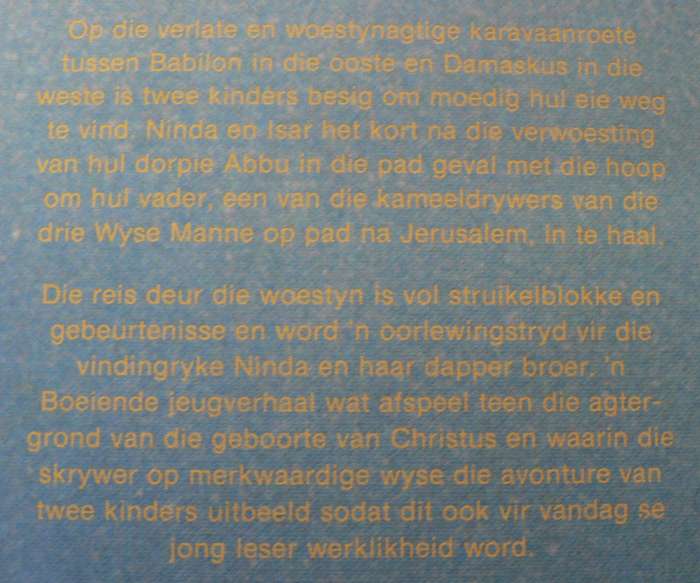 Op die verlate en woestynagtige karavaanroete
tussen Babilon in die ooste en Damaskus in die
weste is twee kinders besig om moedig hul eie weg
te vind. Ninda en Isar het kort na die verwoesting
van hul dorpie Abbu in die pad geval met die hoop
om hul vader, een van die kameeldrywers van die
drie Wyse Manne op pad na Jerusalem, in te haal.
Die reis deur die woestyn is vol struikelblokke en
gebeurtenisse en word 'n oorlewingstryd vir die
vindingryke Ninda en haar dapper broer. 'n
Boeiende jeugverhaal wat afspeel teen die agter-
grond van die geboorte van Christus en waarin die
skrywer op merkwaardige wyse die avonture van
twee kinders uitbeeld sodat dit ook vir vandag se
jong leser werklikheid word.